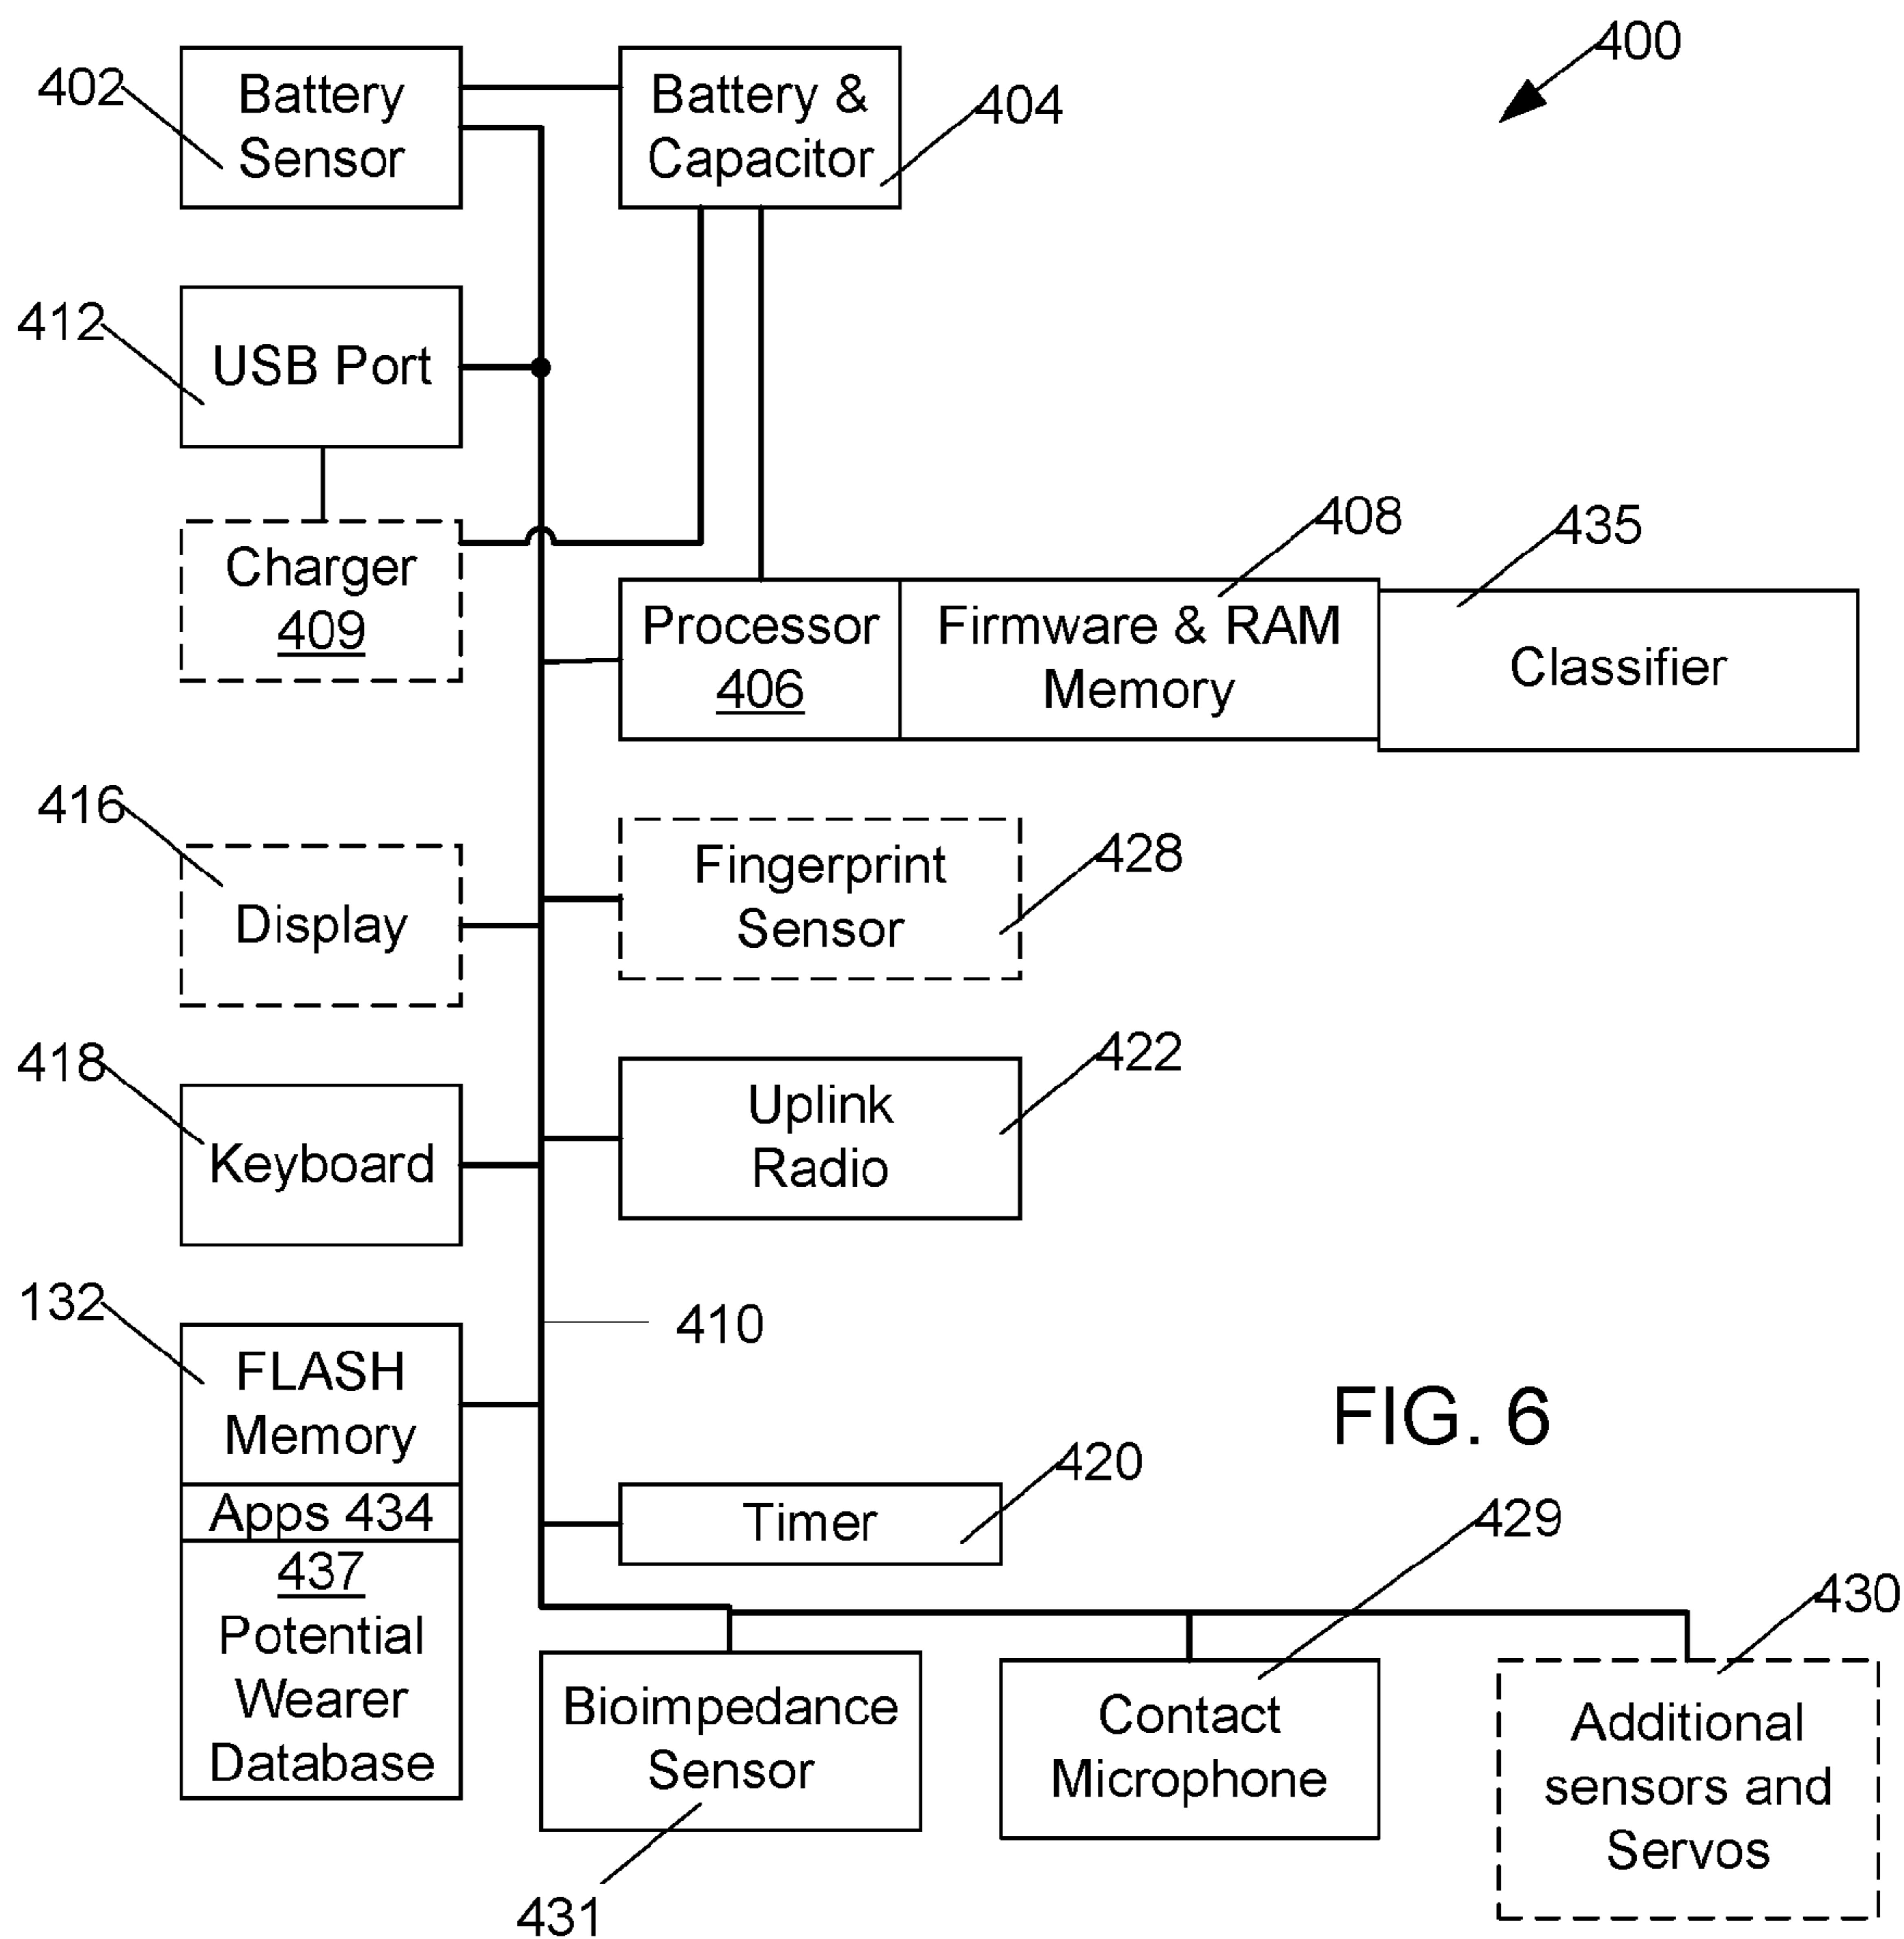 400
402
Battery
Sensor
Battery &
Capacitor
404
412
USB Port
Charger
409
408
435
Processor
406
Firmware & RAM
Memory
Classifier
416
Display
Fingerprint
Sensor
428
418
Keyboard
Uplink
Radio
422
132
FLASH
Memory
410
FIG. 6
Apps 434
437
Potential
Wearer
Database
Timer
420
429
430
Bioimpedance
Sensor
431
Contact
Microphone
Additional
sensors and
Servos